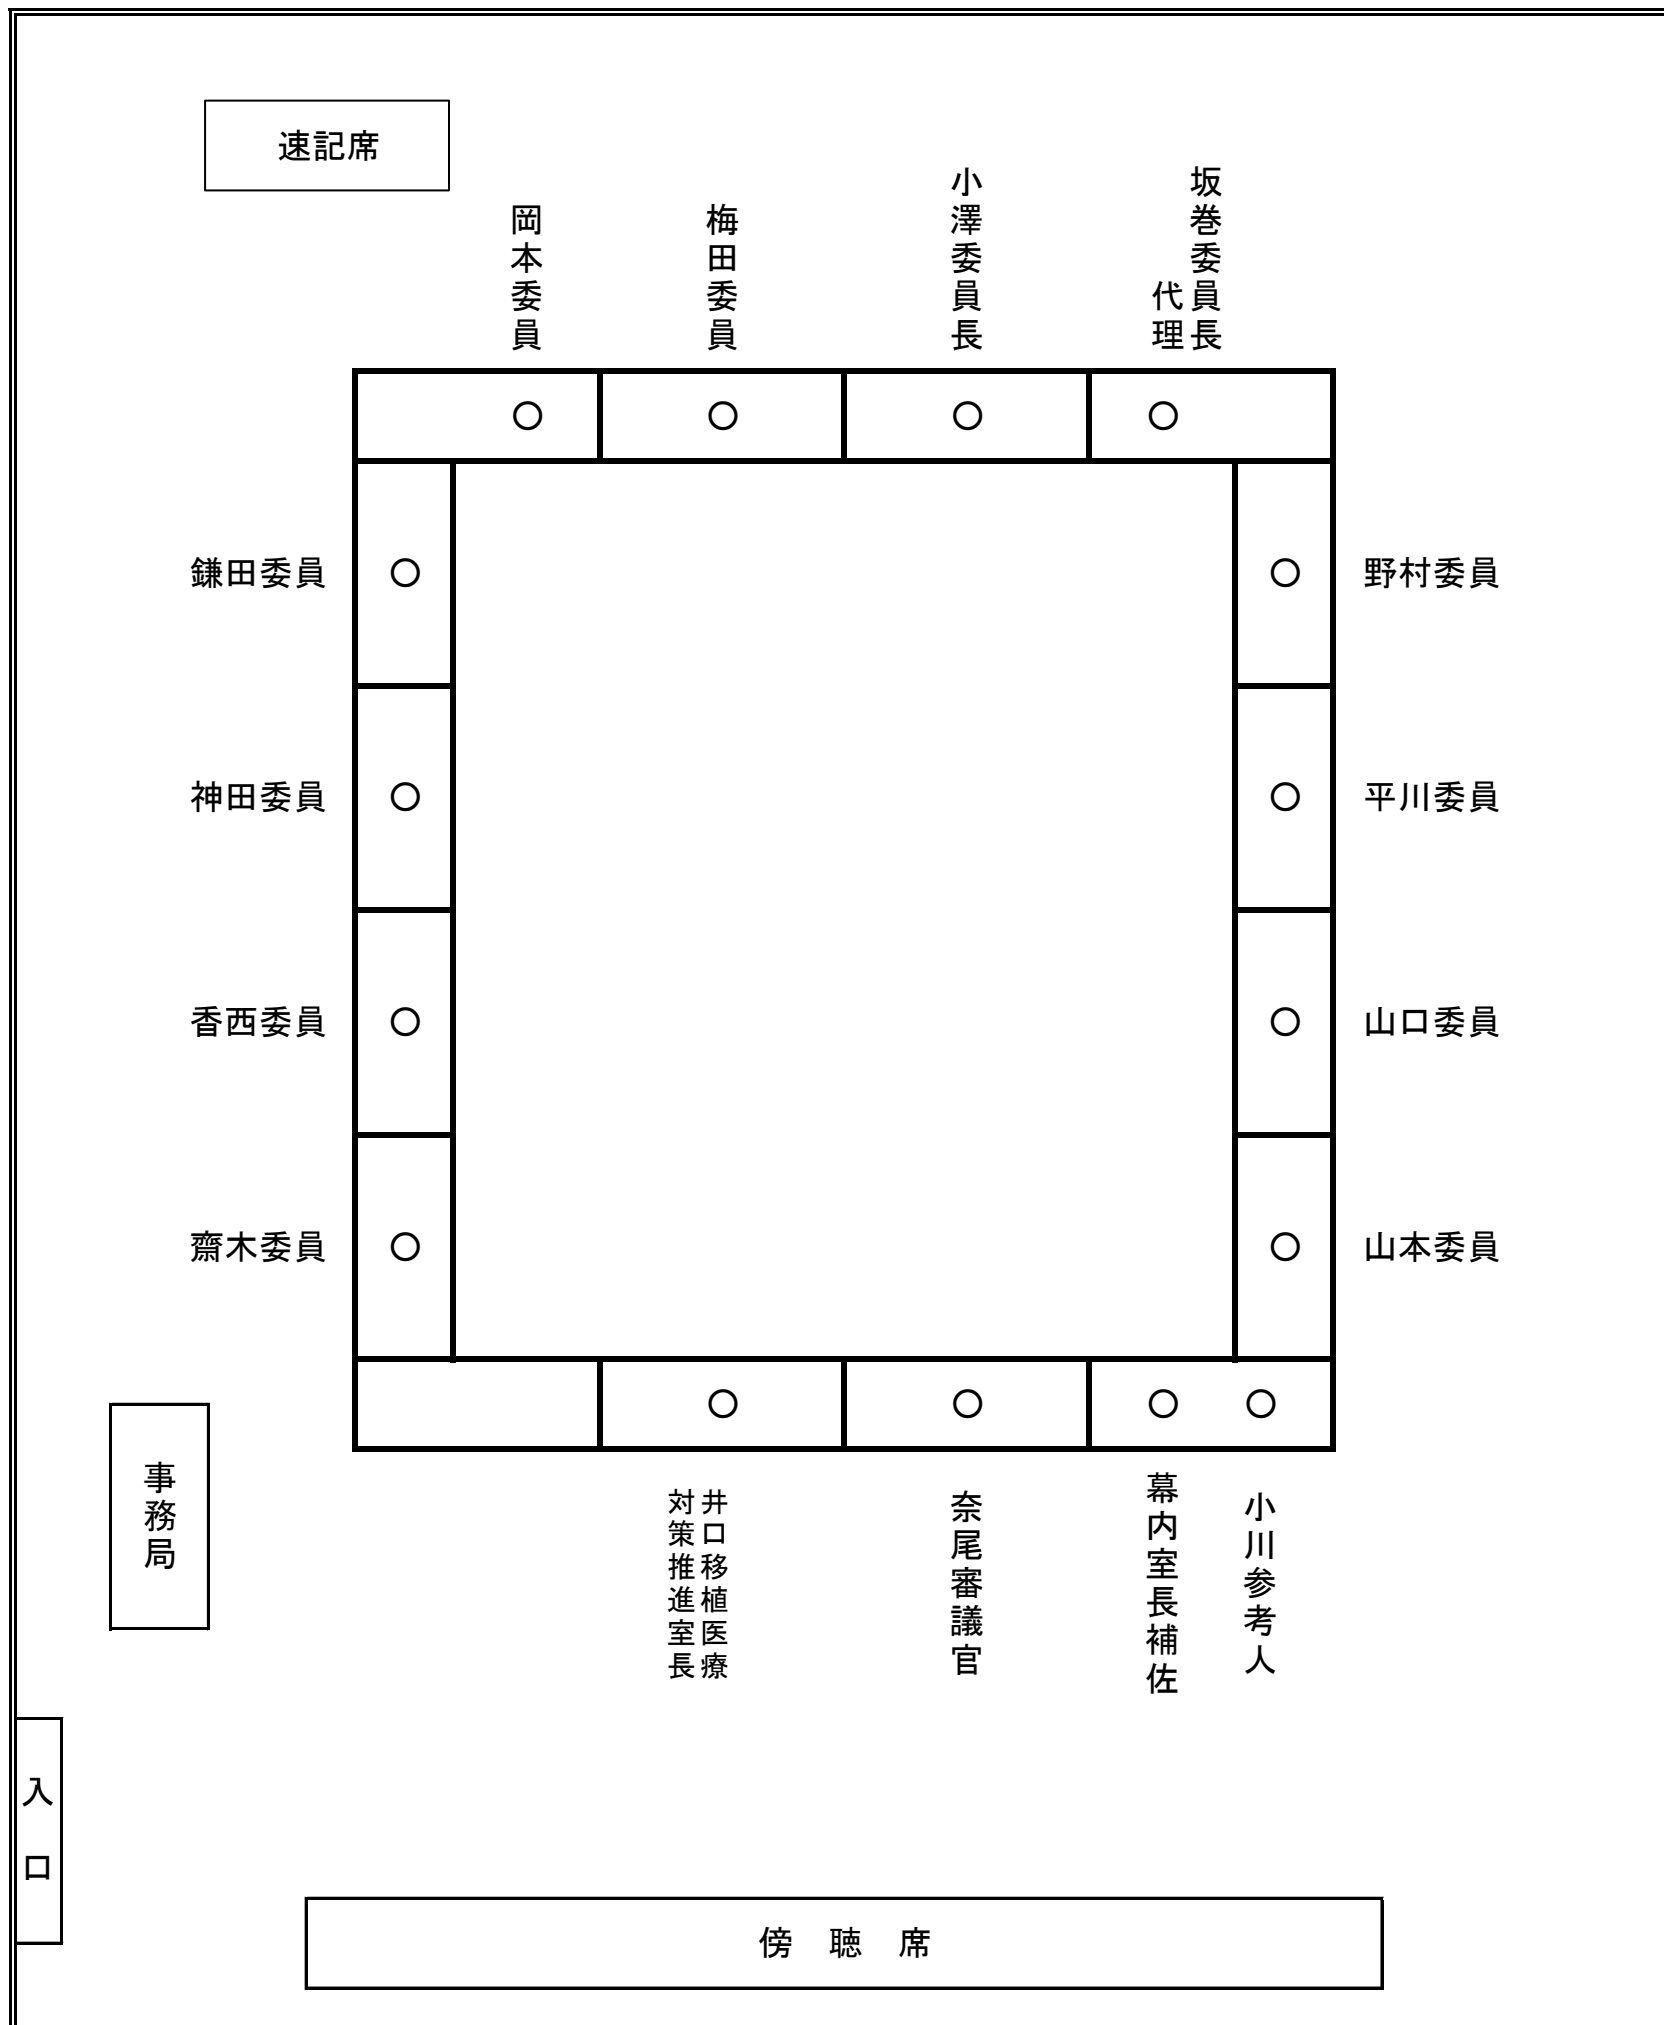 速記席
岡本委員
梅田委員
小澤委員長
坂巻委員長
代理
鎌田委員
野村委員
神田委員
平川委員
香西委員
山口委員
齋木委員
山本委員
事務局
井口移植医療
対策推進室長
奈尾審議官
幕内室長補佐
小川参考人
入口
傍 聴 席